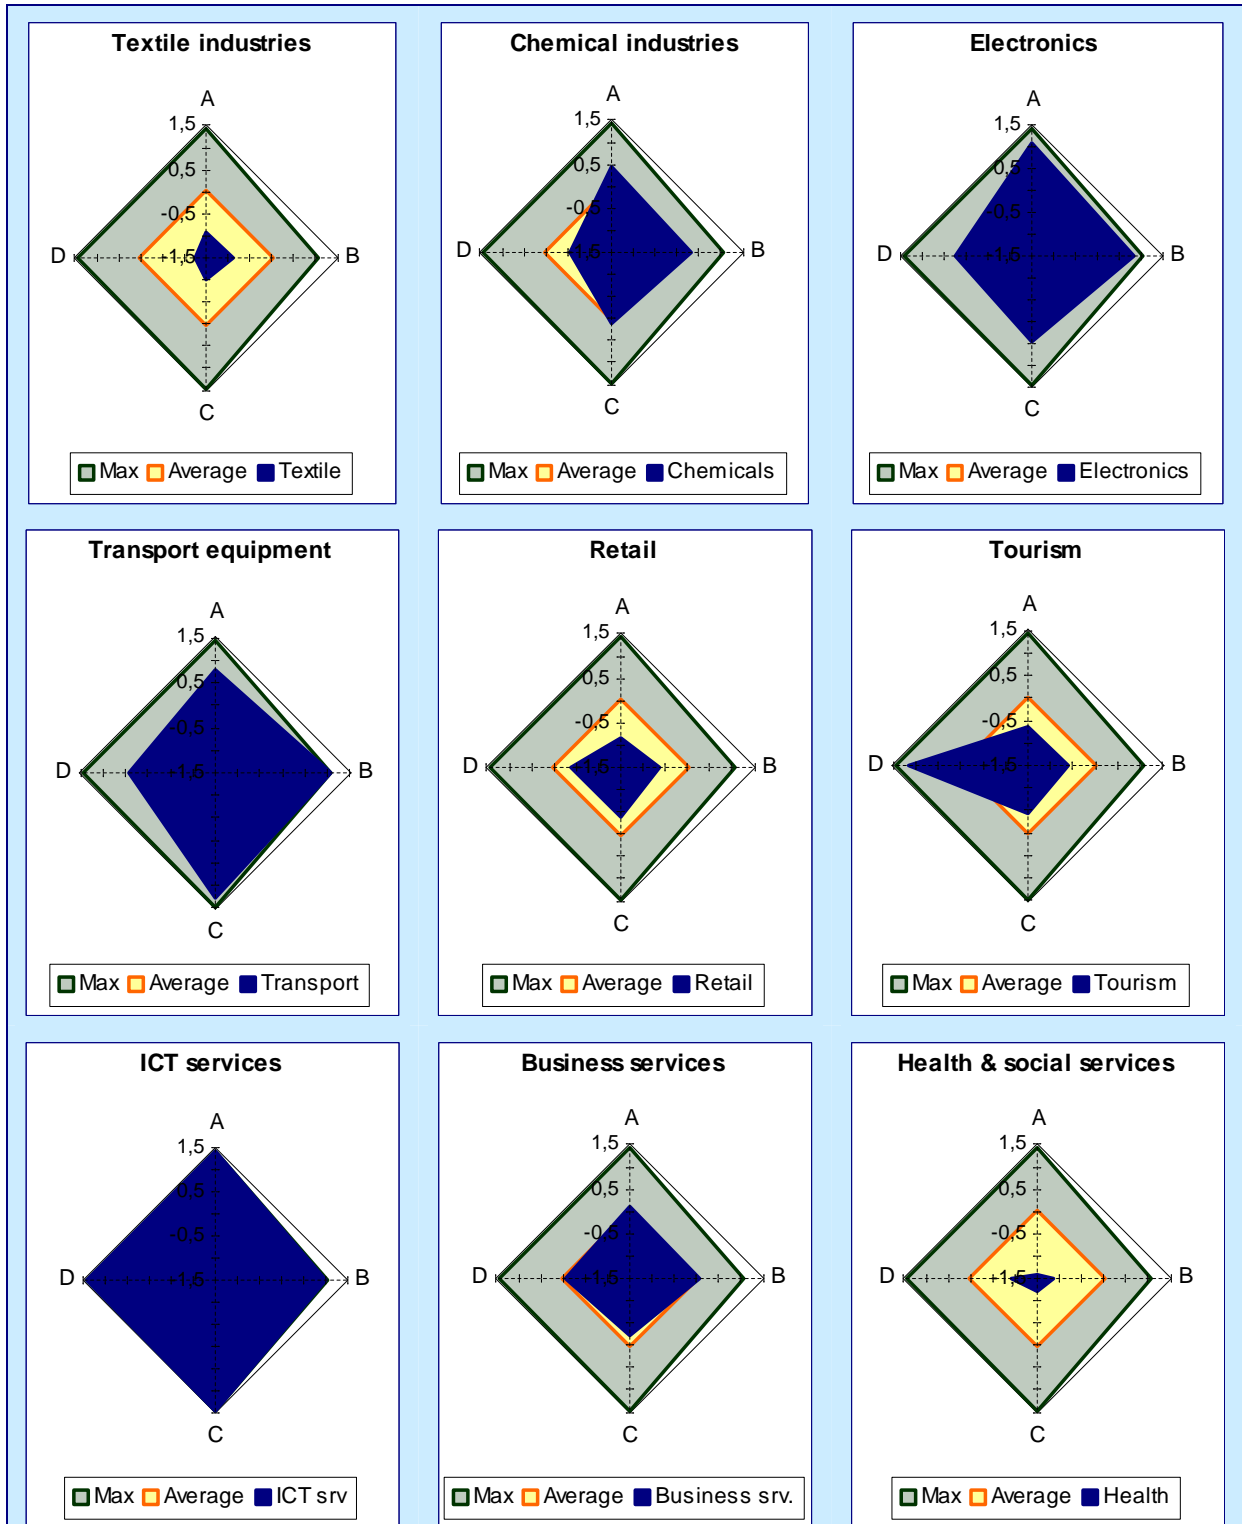 Textile industries
A
1,5
0,5
-0,5
D -1,5 B
C
Max Average Textile
Chemical industries
A
1,5
0,5
-0,5
D -1,5 B
C
Max Average Chemicals
Electronics
A
1,5
0,5
-0,5
D -1,5 B
C
Max Average Electronics
Transport equipment
A
1,5
0,5
-0,5
D -1,5 B
C
Max Average Transport
Retail
A
1,5
0,5
-0,5
D -1,5 B
C
Max Average Retail
Tourism
A
1,5
0,5
-0,5
D -1,5 B
C
Max Average Tourism
ICT services
A
1,5
0,5
-0,5
D -1,5 B
C
Max Average ICT srv
Business services
A
1,5
0,5
-0,5
D -1,5 B
C
Max Average Business srv.
Health & social services
A
1,5
0,5
-0,5
D -1,5 B
C
Max Average Health